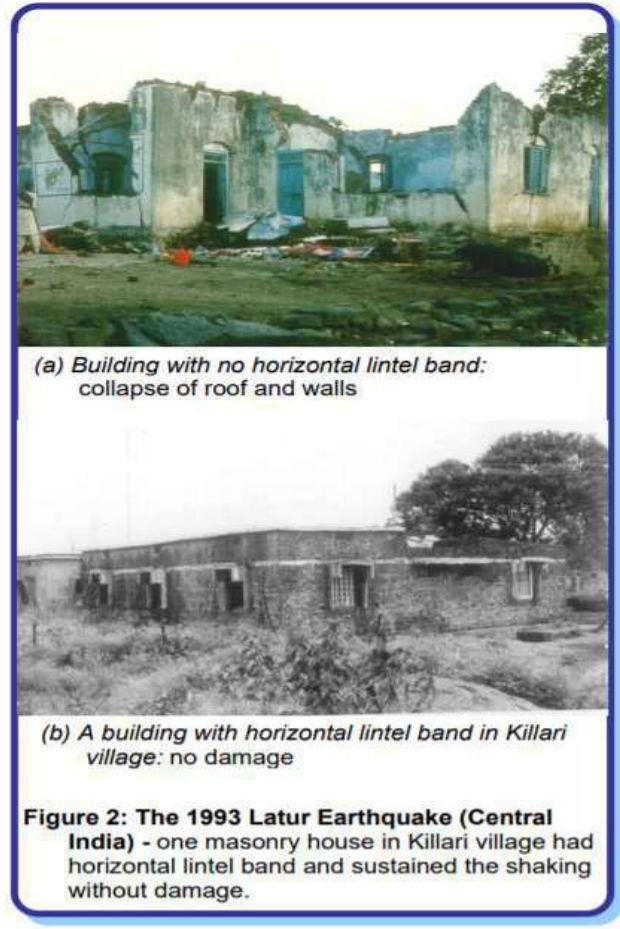 (a) Building with no horizontal lintel band:
collapse of roof and walls
(b) A building with horizontal lintel band in Killari
village: no damage
Figure 2: The 1993 Latur Earthquake (Central
India) - one masonry house in Killari village had
horizontal lintel band and sustained the shaking
without damage.